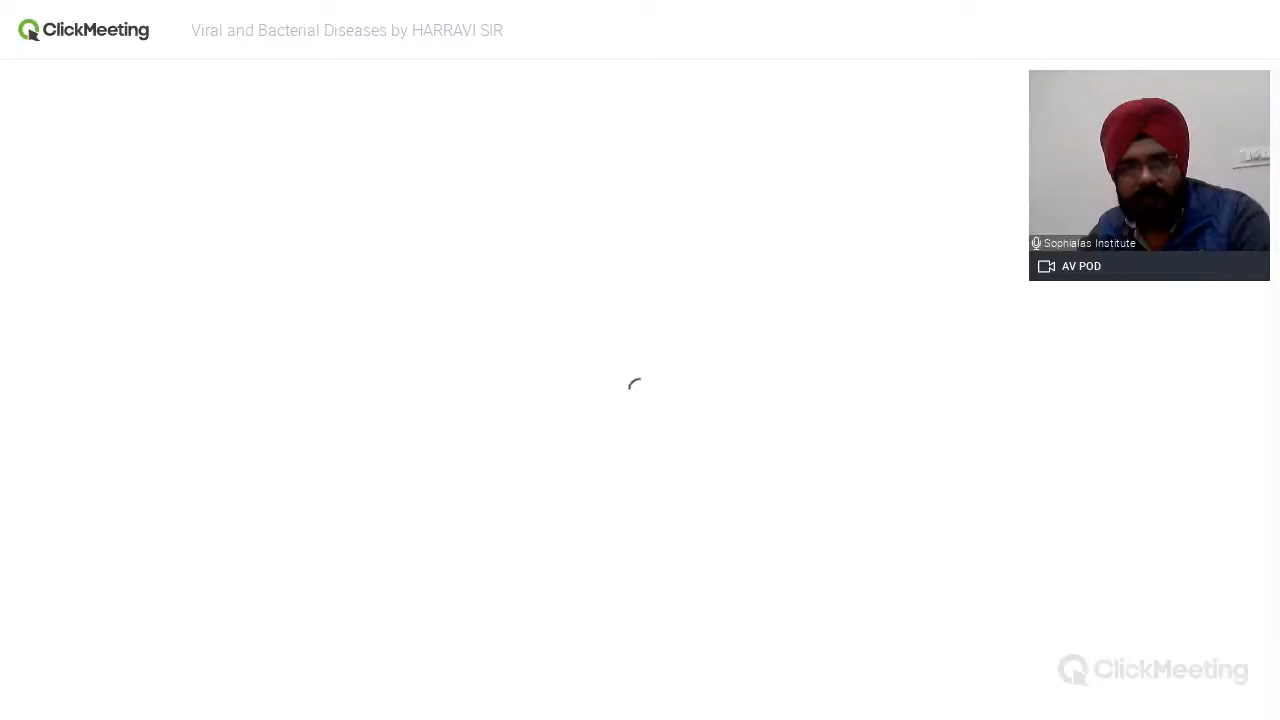 ClickMeeting
Viral and Bacterial Diseases by HARRAVI SIR
Sophialas Institute
AV POD
ClickMeeting